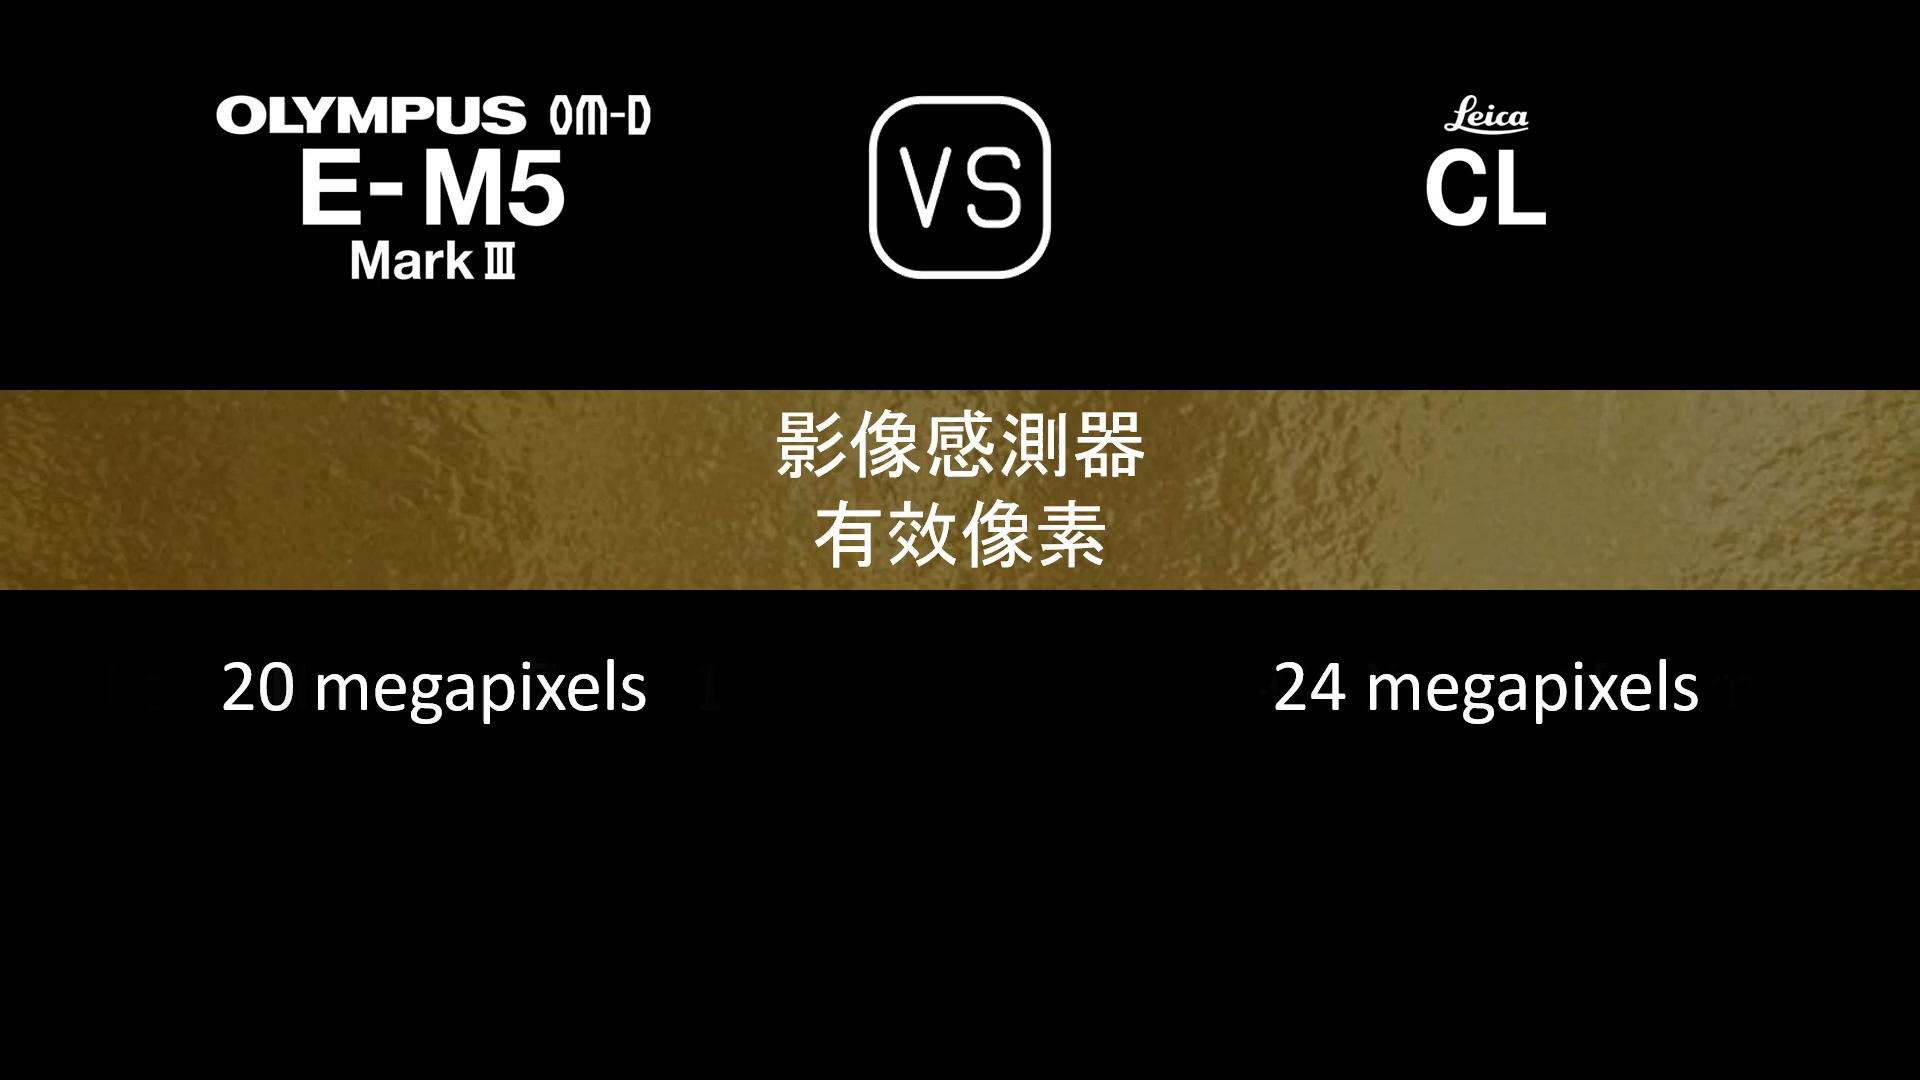 OLYMPUS OM-D
E-M5
Mark III
VS
Leica
CL
影像感測器
有效像素
20 megapixels
24 megapixels